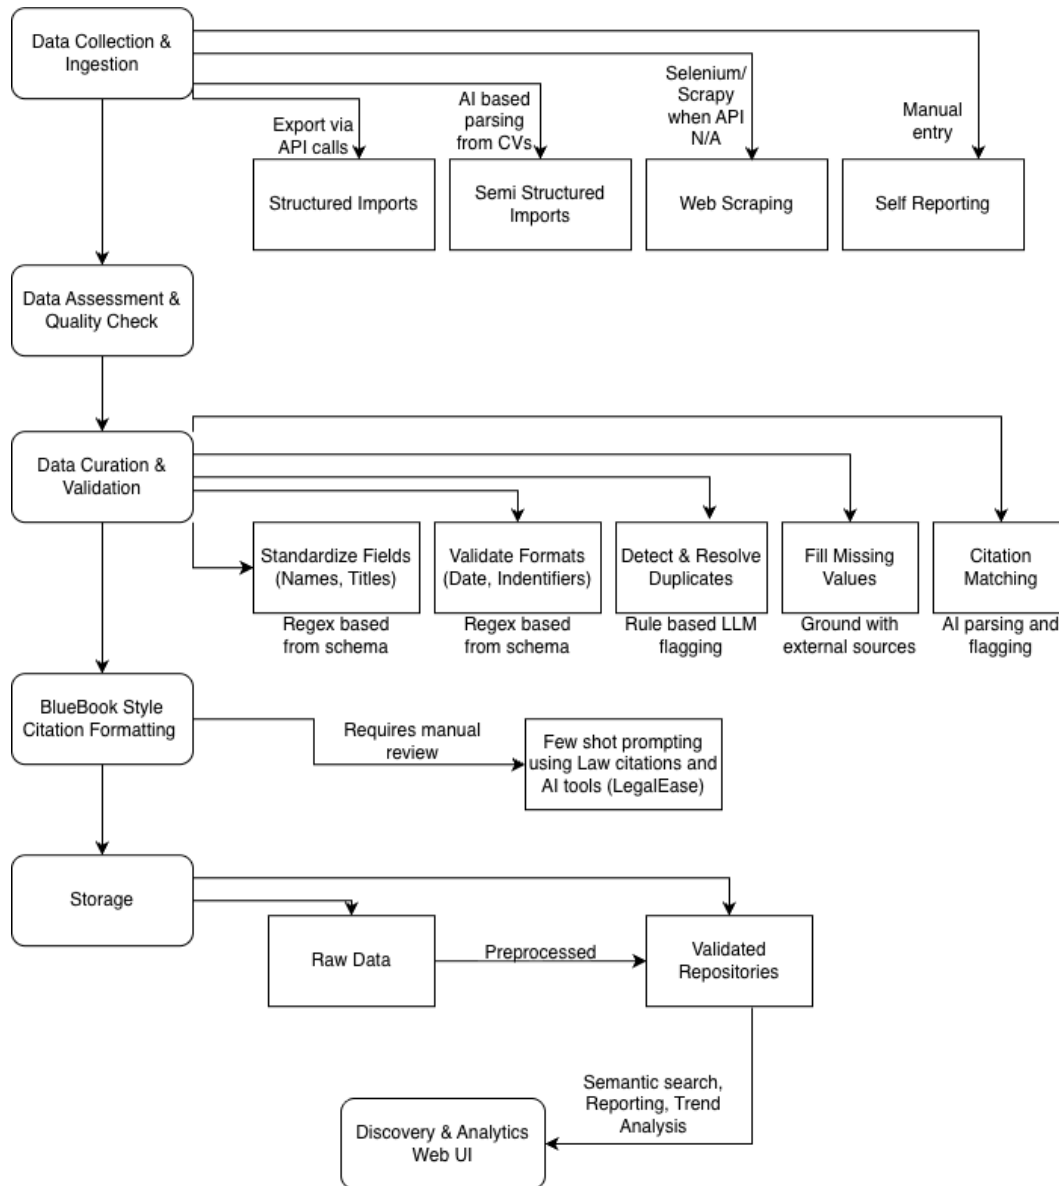 Data Collection &
Ingestion
Export via
API calls
AI based
parsing
from CVs
Selenium/
Scrapy
when API
N/A
Manual
entry
Structured Imports
Semi Structured
Imports
Web Scraping
Self Reporting
Data Assessment &
Quality Check
Data Curation &
Validation
Standardize Fields
(Names, Titles)
Regex based
from schema
Validate Formats
(Date, Indentifiers)
Regex based
from schema
Detect & Resolve
Duplicates
Rule based LLM
flagging
Fill Missing
Values
Ground with
external sources
Citation
Matching
AI parsing and
flagging
BlueBook Style
Citation Formatting
Requires manual
review
Few shot prompting
using Law citations and
AI tools (LegalEase)
Storage
Raw Data
Preprocessed
Validated
Repositories
Semantic search,
Reporting, Trend
Analysis
Discovery & Analytics
Web UI